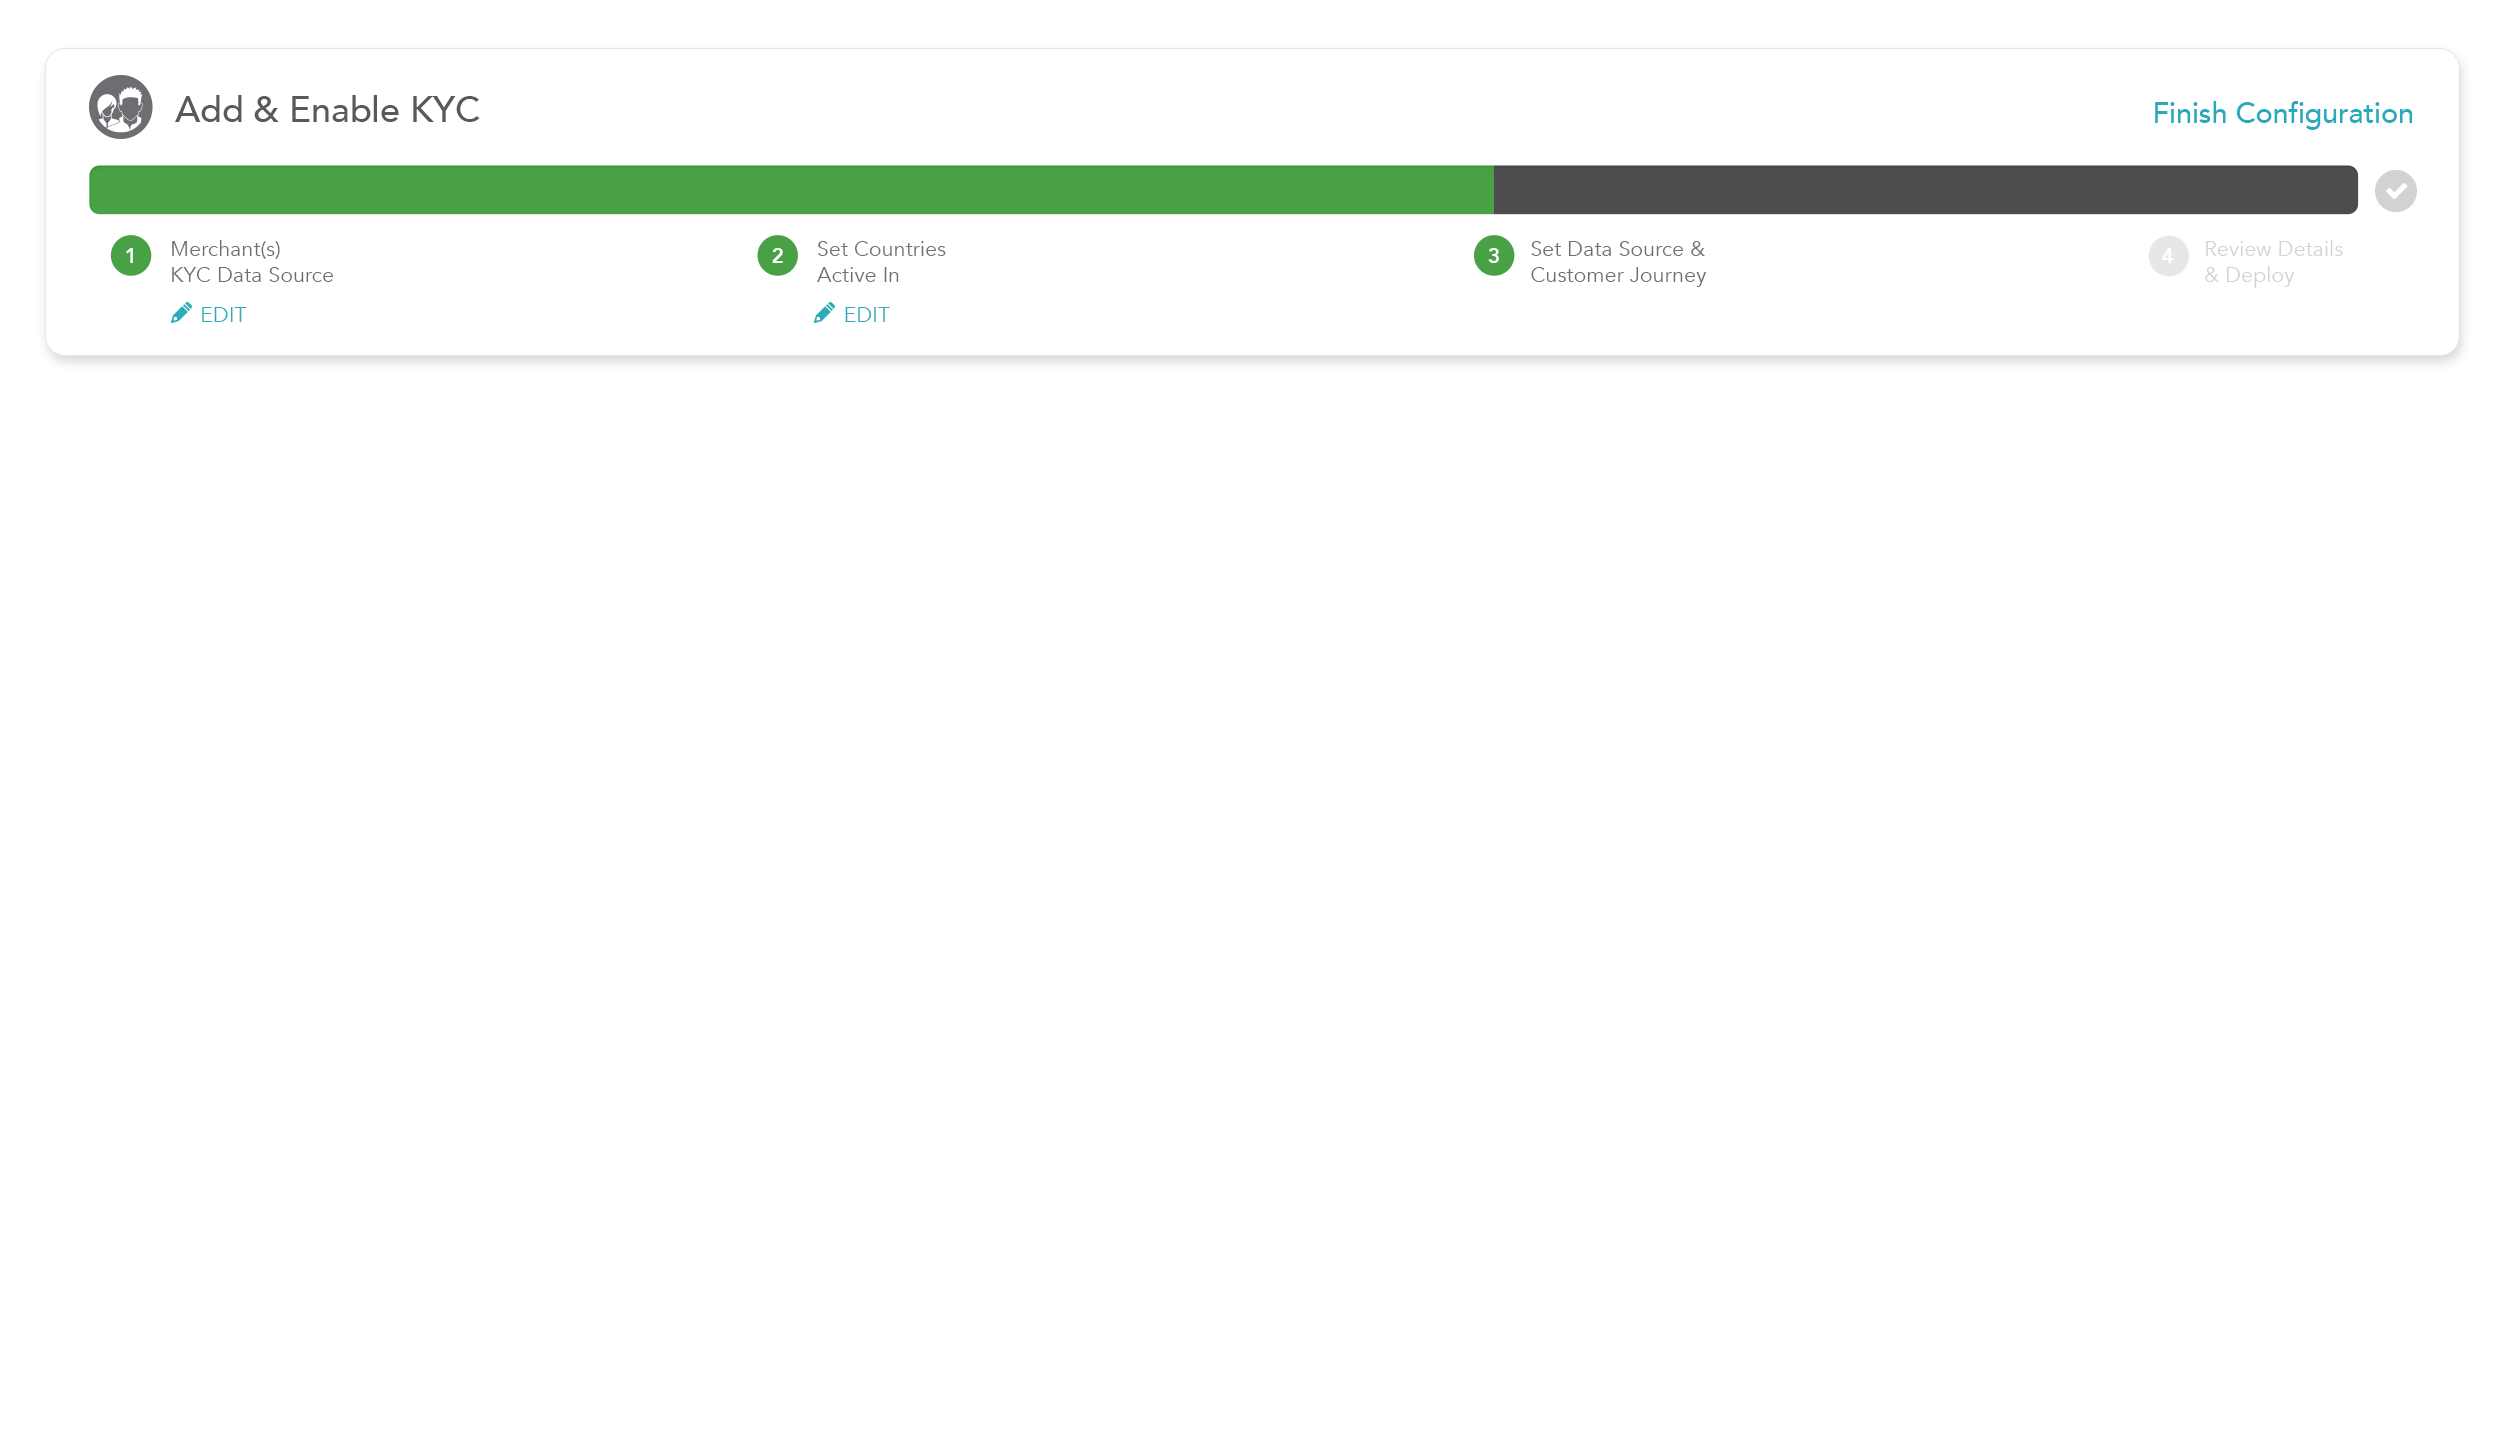 Add & Enable KYC
Finish Configuration
1 Merchant(s)
KYC Data Source
EDIT
2 Set Countries
Active In
EDIT
3 Set Data Source &
Customer Journey
4 Review Details
& Deploy